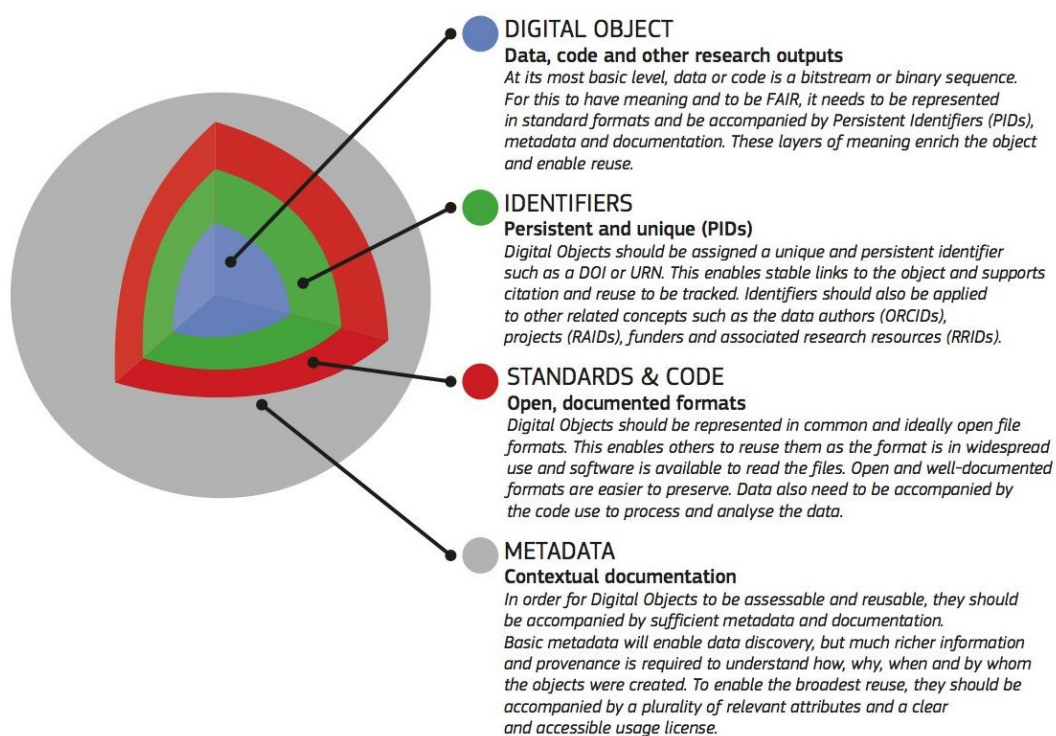 DIGITAL OBJECT
Data, code and other research outputs
At its most basic level, data or code is a bitstream or binary sequence.
For this to have meaning and to be FAIR, it needs to be represented
in standard formats and be accompanied by Persistent Identifiers (PIDs),
metadata and documentation. These layers of meaning enrich the object
and enable reuse.
IDENTIFIERS
Persistent and unique (PIDs)
Digital Objects should be assigned a unique and persistent identifier
such as a DOI or URN. This enables stable links to the object and supports
citation and reuse to be tracked. Identifiers should also be applied
to other related concepts such as the data authors (ORCIDs),
projects (RAIDs), funders and associated research resources (RRIDs).
STANDARDS & CODE
Open, documented formats
Digital Objects should be represented in common and ideally open file
formats. This enables others to reuse them as the format is in widespread
use and software is available to read the files. Open and well-documented
formats are easier to preserve. Data also need to be accompanied by
the code use to process and analyse the data.
METADATA
Contextual documentation
In order for Digital Objects to be assessable and reusable, they should
be accompanied by sufficient metadata and documentation.
Basic metadata will enable data discovery, but much richer information
and provenance is required to understand how, why, when and by whom
the objects were created. To enable the broadest reuse, they should be
accompanied by a plurality of relevant attributes and a clear
and accessible usage license.